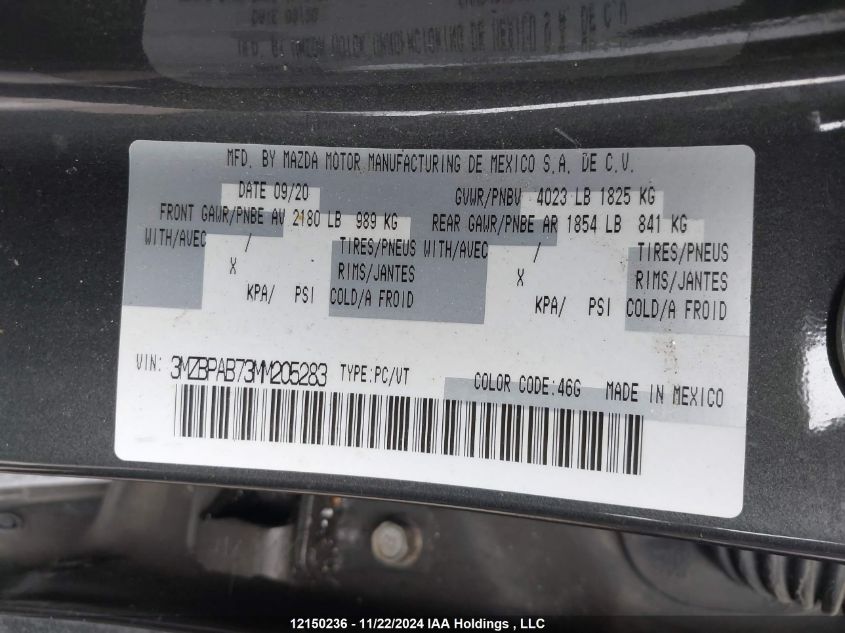 MFD. BY MAZDA MOTOR MANUFACTURING DE MEXICO S.A. DE C.V.
DATE 09/20 GVWR/PNBV 4023 LB 1825 KG
FRONT GAWR/PNBE AV 2180 LB 989 KG REAR GAWR/PNBE AR 1854 LB 841 KG
WITH/AVEC / TIRES/PNEUS WITH/AVEC / TIRES/PNEUS
X RIMS/JANTES X RIMS/JANTES
KPA/ PSI COLD/A FROID KPA/ PSI COLD/A FROID
VIN: 3MZBPAB73MM205283 TYPE:PC/VT COLOR CODE:46G MADE IN MEXICO
12150236 - 11/22/2024 IAA Holdings , LLC